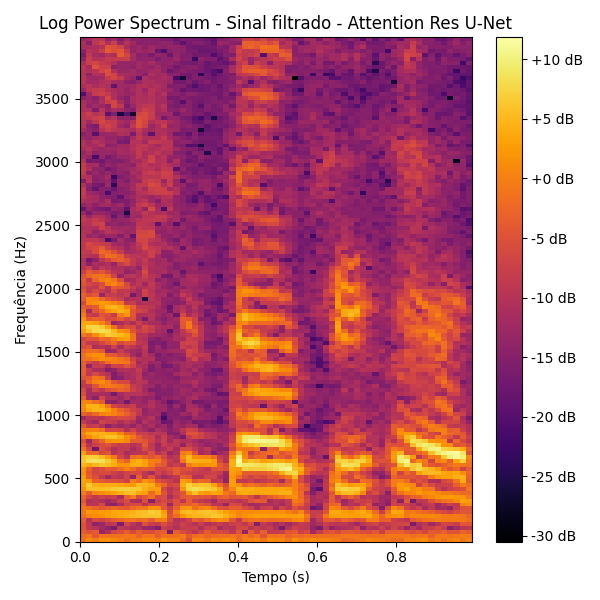 Log Power Spectrum - Sinal filtrado - Attention Res U-Net
Frequência (Hz)
3500
3000
2500
2000
1500
1000
500
0
0.0 0.2 0.4 0.6 0.8
Tempo (s)
+10 dB
+5 dB
+0 dB
-5 dB
-10 dB
-15 dB
-20 dB
-25 dB
-30 dB